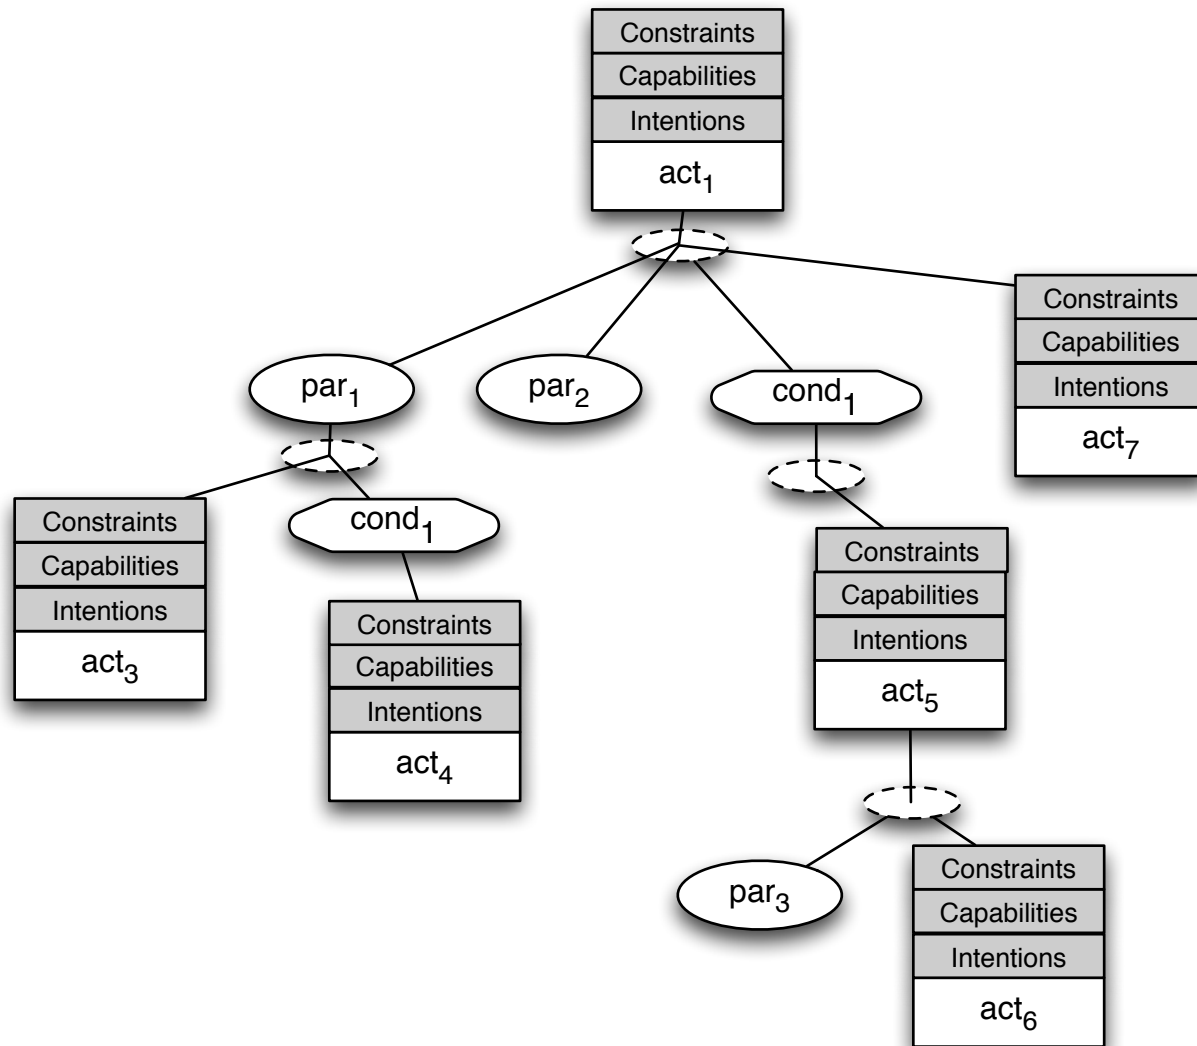 Constraints
Capabilities
Intentions
act₁
Constraints
Capabilities
Intentions
act₇
par₁
par₂
cond₁
Constraints
Capabilities
Intentions
act₃
cond₁
Constraints
Capabilities
Intentions
act₄
Constraints
Capabilities
Intentions
act₅
par₃
Constraints
Capabilities
Intentions
act₆